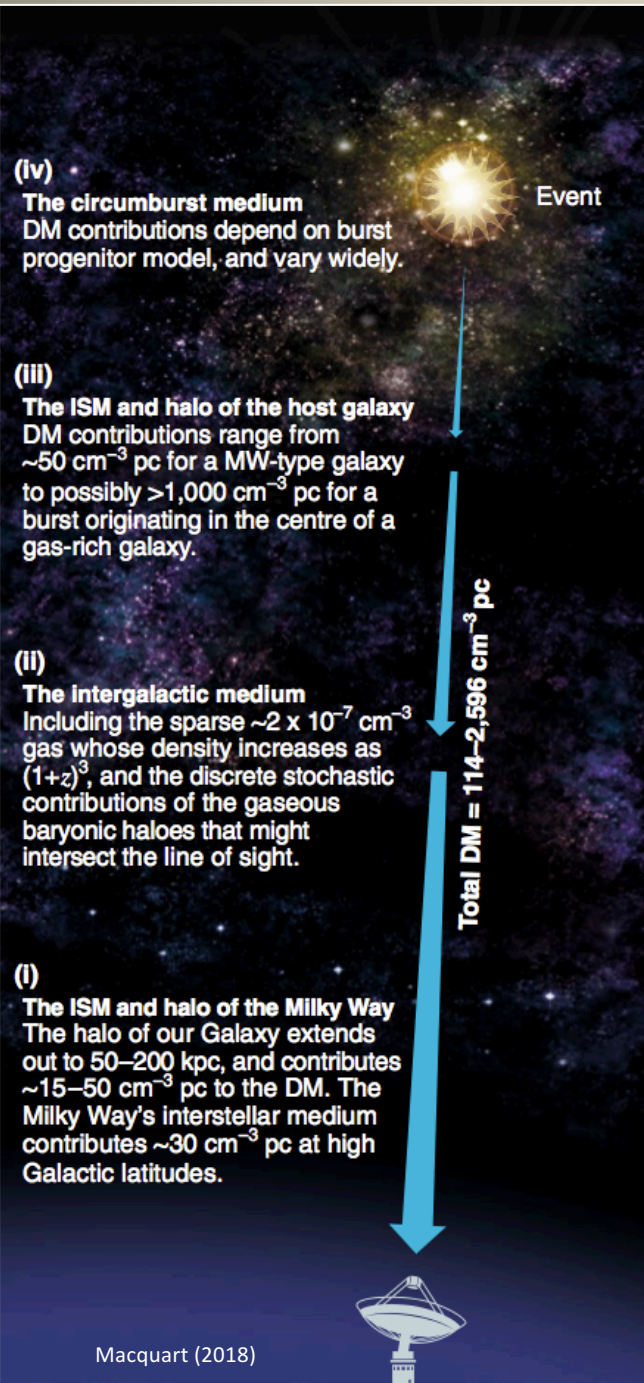 (iv)
The circumburst medium
DM contributions depend on burst
progenitor model, and vary widely.
Event
(iii)
The ISM and halo of the host galaxy
DM contributions range from
~50 cm⁻³ pc for a MW-type galaxy
to possibly >1,000 cm⁻³ pc for a
burst originating in the centre of a
gas-rich galaxy.
Total DM = 114–2,596 cm⁻³ pc
(ii)
The intergalactic medium
Including the sparse ~2 x 10⁻⁷ cm⁻³
gas whose density increases as
(1+z)³, and the discrete stochastic
contributions of the gaseous
baryonic haloes that might
intersect the line of sight.
(i)
The ISM and halo of the Milky Way
The halo of our Galaxy extends
out to 50–200 kpc, and contributes
~15–50 cm⁻³ pc to the DM. The
Milky Way's interstellar medium
contributes ~30 cm⁻³ pc at high
Galactic latitudes.
Macquart (2018)